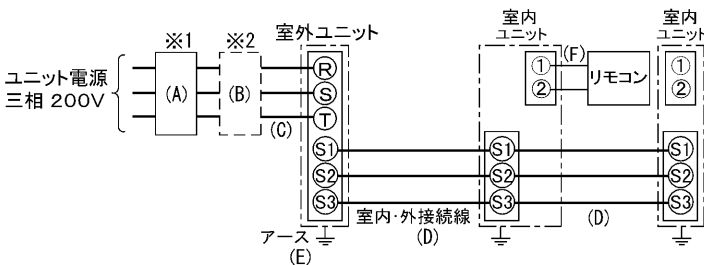 ※1
※2
室外ユニット
室内
ユニット
室内
ユニット
ユニット電源
三相 200V
(A)
(B)
(C)
R
S
T
①
②
(F)
リモコン
①
②
S1
S2
S3
S1
S2
S3
S1
S2
S3
室内・外接続線
(D)
(D)
アース
(E)